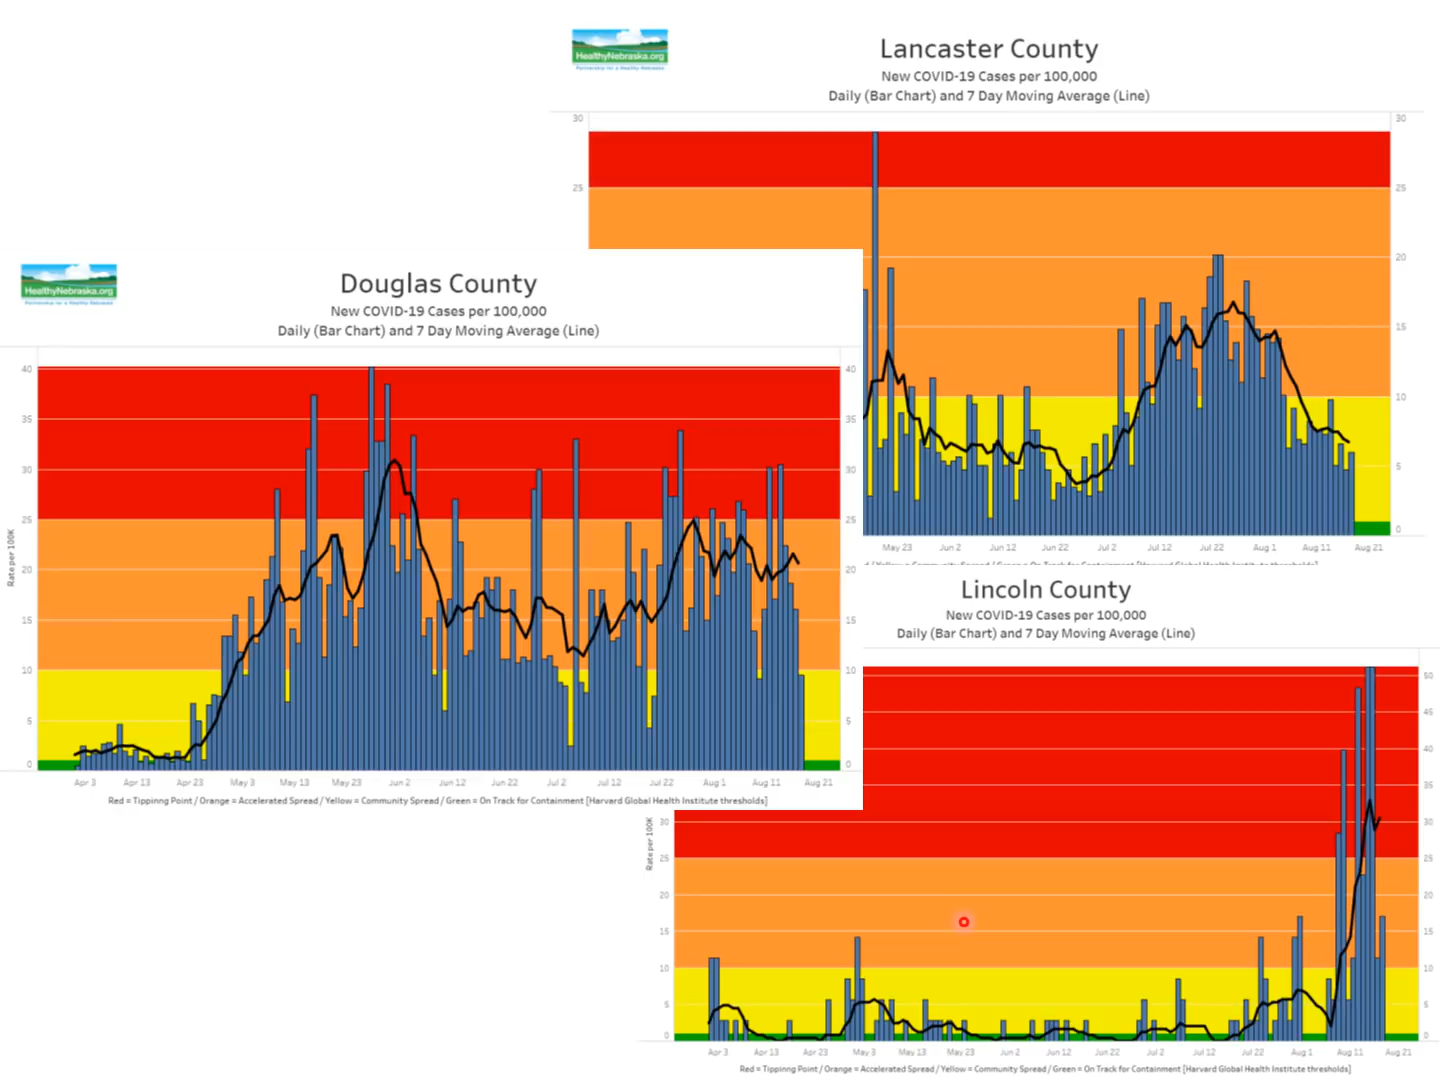 HealthyNebraska.org
Partnership for a Healthy Nebraska
Lancaster County
New COVID-19 Cases per 100,000
Daily (Bar Chart) and 7 Day Moving Average (Line)
30
30
25
25
20
15
10
5
0
May 23
Jun 2
Jun 12
Jun 22
Jul 2
Jul 12
Jul 22
Aug 1
Aug 11
Aug 21
HealthyNebraska.org
Partnership for a Healthy Nebraska
Douglas County
New COVID-19 Cases per 100,000
Daily (Bar Chart) and 7 Day Moving Average (Line)
40
40
35
35
30
30
25
25
20
20
15
15
10
10
5
5
0
0
Rate per 100K
Apr 3
Apr 13
Apr 23
May 3
May 13
May 23
Jun 2
Jun 12
Jun 22
Jul 2
Jul 12
Jul 22
Aug 1
Aug 11
Aug 21
Red = Tippinng Point / Orange = Accelerated Spread / Yellow = Community Spread / Green = On Track for Containment [Harvard Global Health Institute thresholds]
Lincoln County
New COVID-19 Cases per 100,000
Daily (Bar Chart) and 7 Day Moving Average (Line)
50
45
40
35
30
30
25
25
20
20
15
15
10
10
5
5
0
0
Rate per 100K
Apr 3
Apr 13
Apr 23
May 3
May 13
May 23
Jun 2
Jun 12
Jun 22
Jul 2
Jul 12
Jul 22
Aug 1
Aug 11
Aug 21
Red = Tippinng Point / Orange = Accelerated Spread / Yellow = Community Spread / Green = On Track for Containment [Harvard Global Health Institute thresholds]